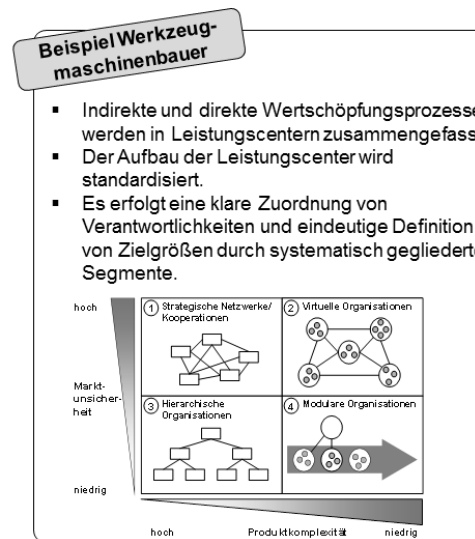 Beispiel Werkzeug-
maschinenbauer
▪ Indirekte und direkte Wertschöpfungsprozesse
werden in Leistungscentern zusammengefass
▪ Der Aufbau der Leistungscenter wird
standardisiert.
▪ Es erfolgt eine klare Zuordnung von
Verantwortlichkeiten und eindeutige Definition
von Zielgrößen durch systematisch gegliederte
Segmente.
hoch
1 Strategische Netzwerke/
Kooperationen
2 Virtuelle Organisationen
Markt-
unsicher-
heit
3 Hierarchische
Organisationen
4 Modulare Organisationen
niedrig
hoch Produktkomplexität niedrig